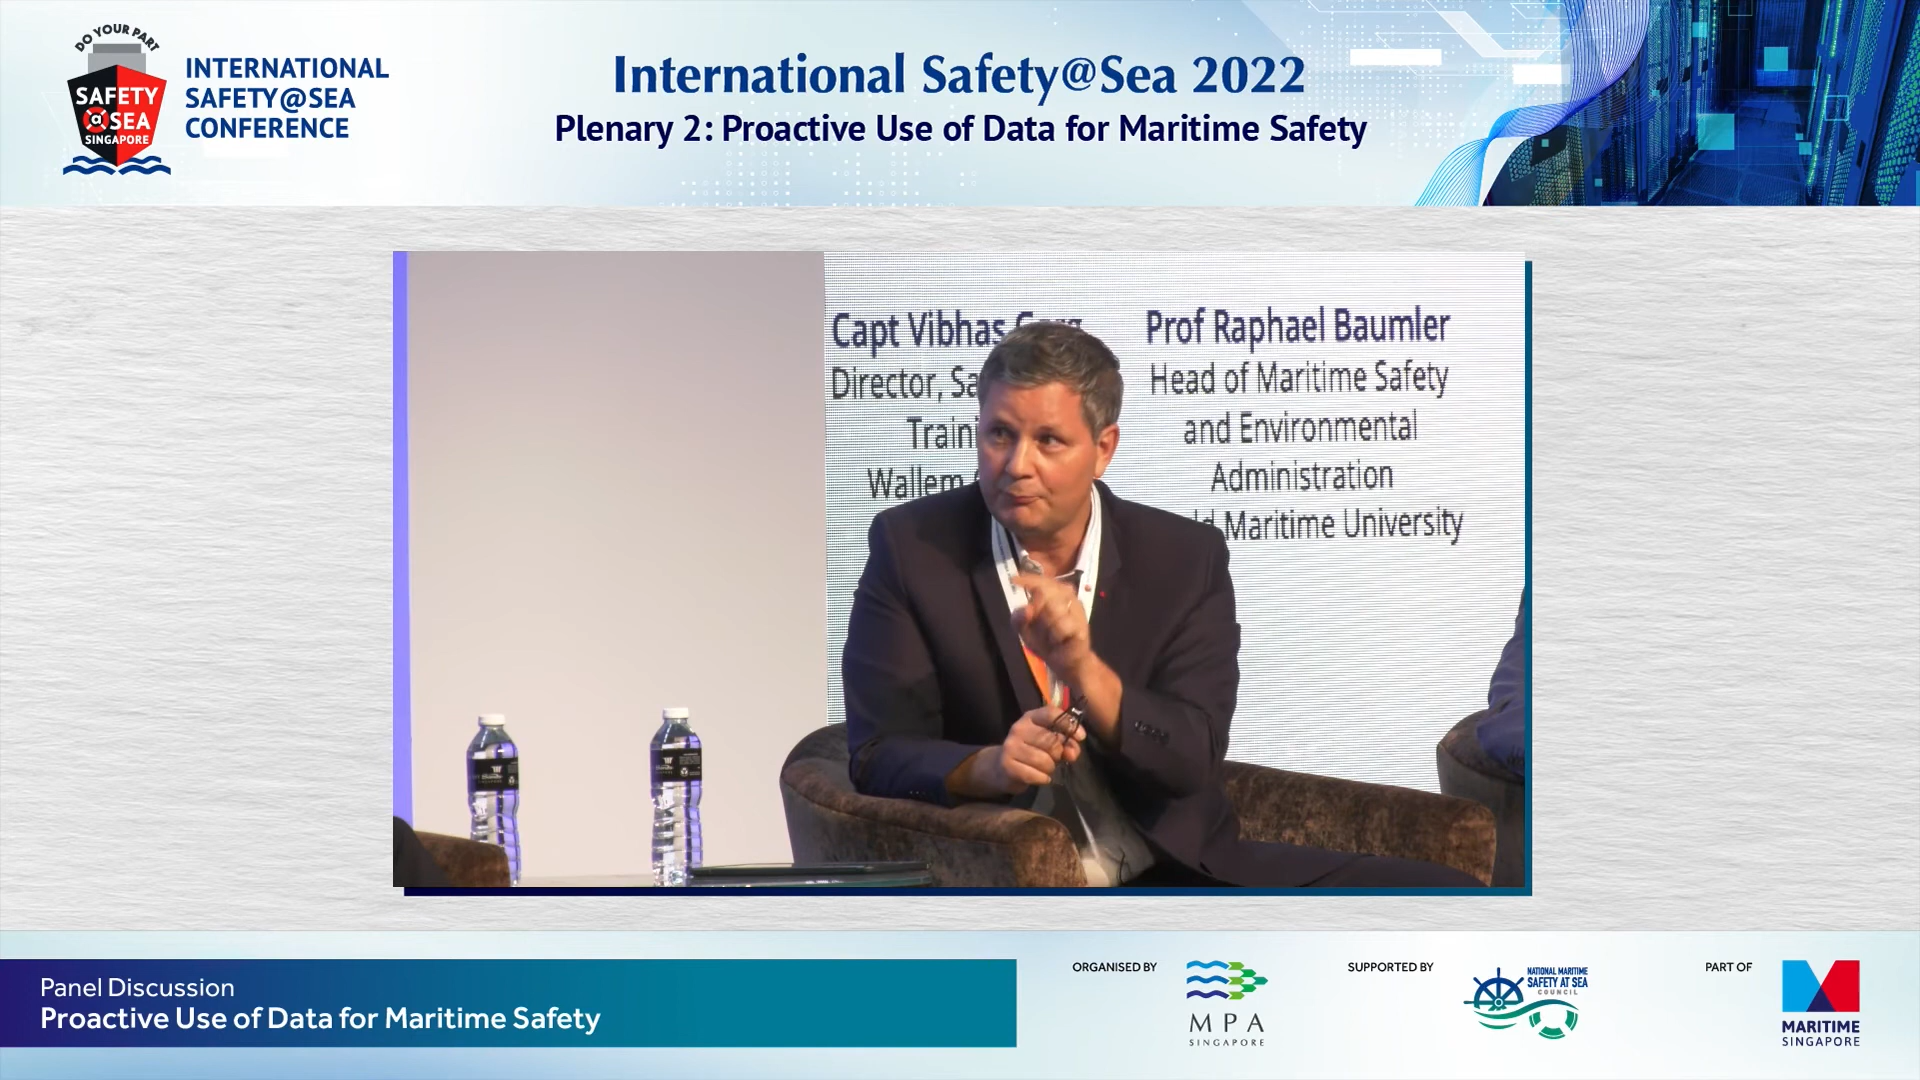 DO YOUR PART
SAFETY
@SEA
SINGAPORE
INTERNATIONAL
SAFETY@SEA
CONFERENCE
International Safety@Sea 2022
Plenary 2: Proactive Use of Data for Maritime Safety
Capt Vibhas
Director,
Wallem
Prof Raphael Baumler
Head of Maritime Safety
and Environmental
Administration
Maritime University
Panel Discussion
Proactive Use of Data for Maritime Safety
ORGANISED BY
MPA
SINGAPORE
SUPPORTED BY
NATIONAL MARITIME
SAFETY AT SEA
COUNCIL
PART OF
MARITIME
SINGAPORE